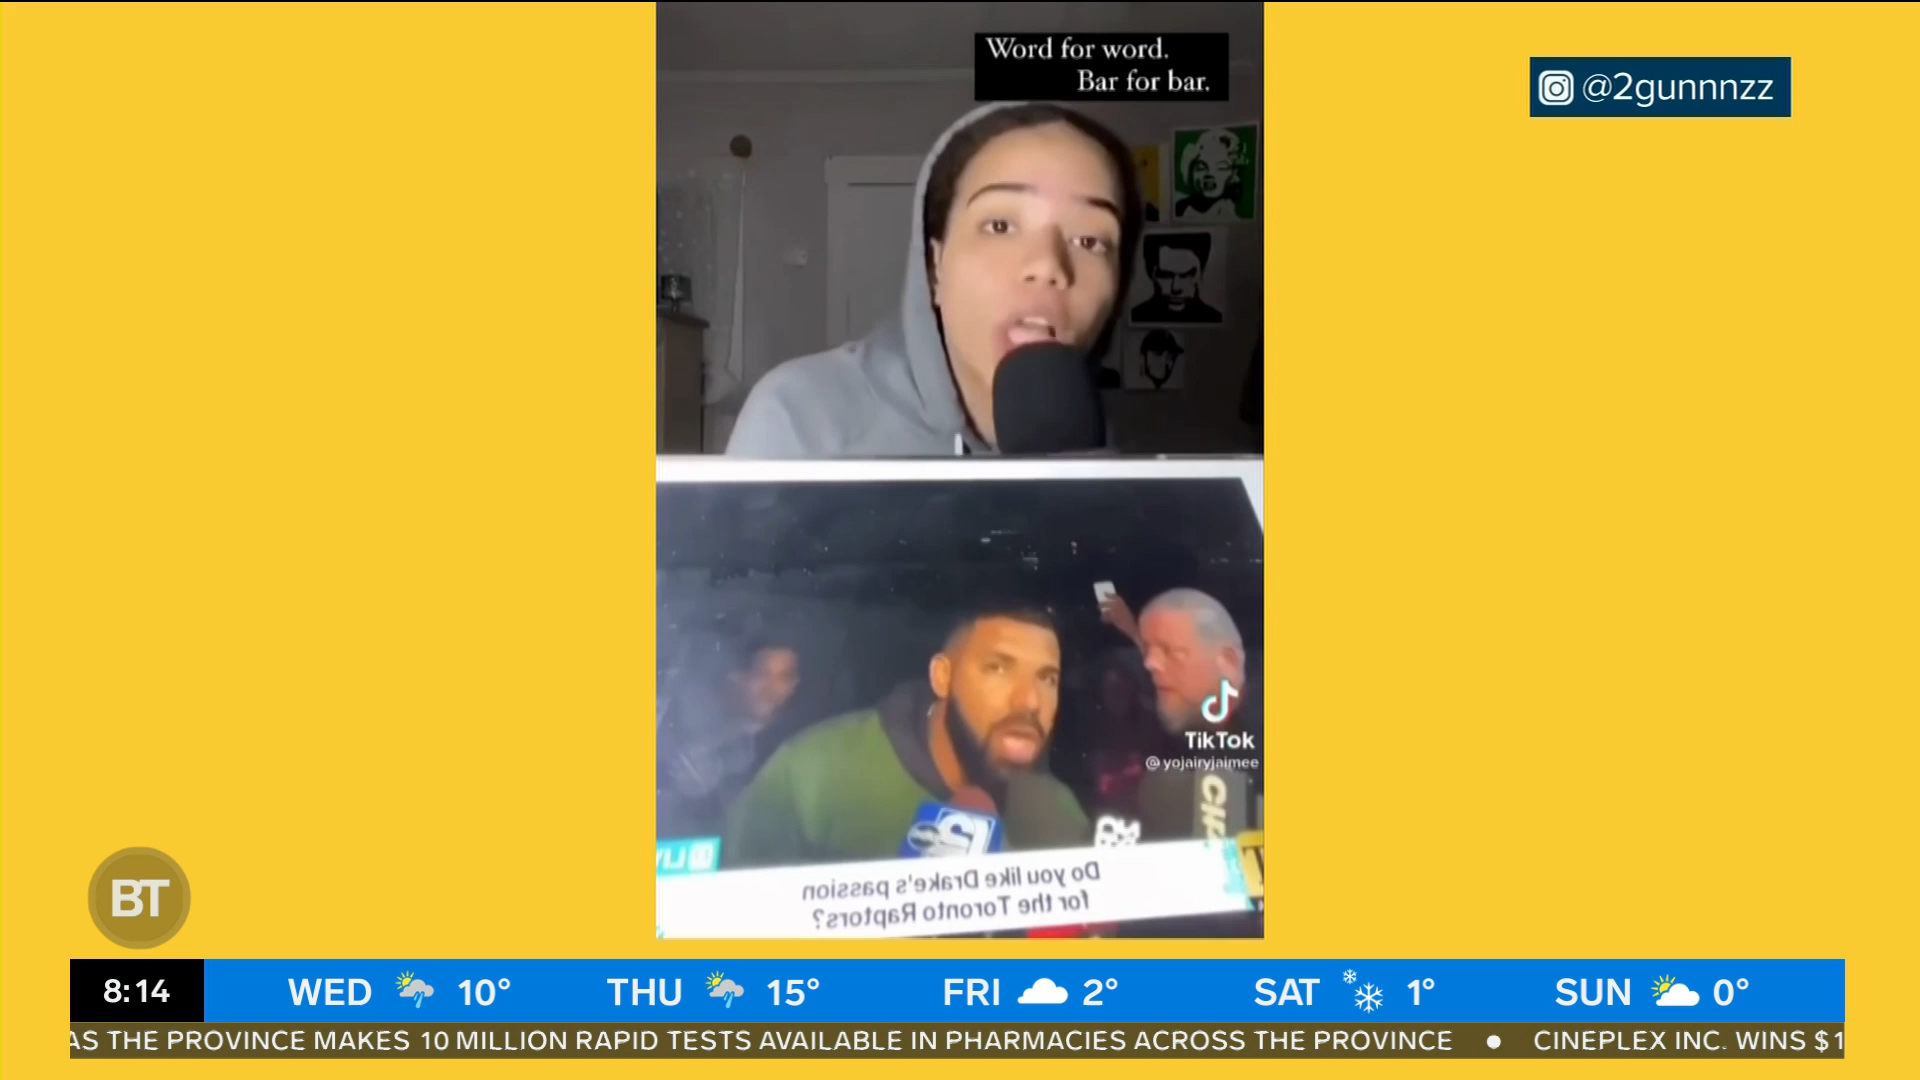 Word for word.
Bar for bar.
@2gunnnzz
TikTok
@yojairyjaimee
Do you like Drake's passion
for the Toronto Raptors?
BT
8:14 WED 10° THU 15° FRI 2° SAT 1° SUN 0°
AS THE PROVINCE MAKES 10 MILLION RAPID TESTS AVAILABLE IN PHARMACIES ACROSS THE PROVINCE • CINEPLEX INC. WINS $1